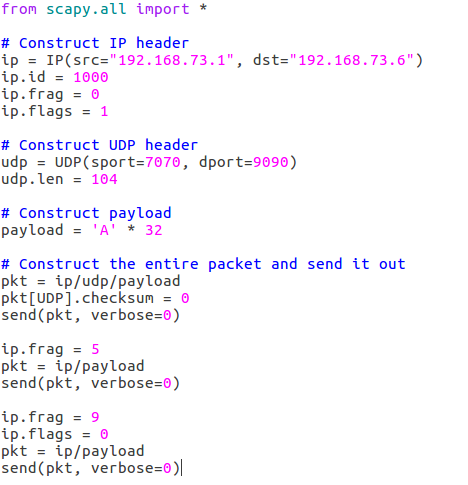 from scapy.all import *
# Construct IP header
ip = IP(src="192.168.73.1", dst="192.168.73.6")
ip.id = 1000
ip.frag = 0
ip.flags = 1
# Construct UDP header
udp = UDP(sport=7070, dport=9090)
udp.len = 104
# Construct payload
payload = 'A' * 32
# Construct the entire packet and send it out
pkt = ip/udp/payload
pkt[UDP].checksum = 0
send(pkt, verbose=0)
ip.frag = 5
pkt = ip/payload
send(pkt, verbose=0)
ip.frag = 9
ip.flags = 0
pkt = ip/payload
send(pkt, verbose=0)